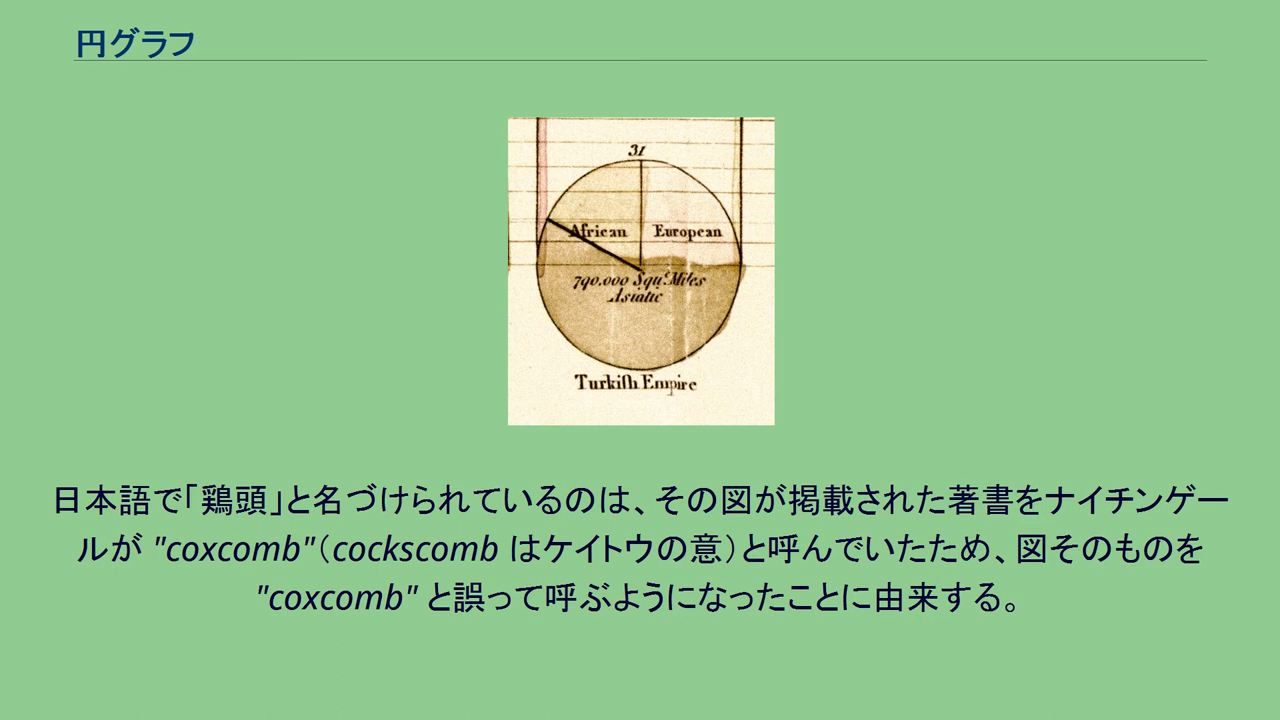 円グラフ
31
African European
790.000 Squ. Miles
Asiatic
Turkiſh Empire
日本語で「鶏頭」と名づけられているのは、その図が掲載された著書をナイチンゲー
ルが "coxcomb"（cockscomb はケイトウの意）と呼んでいたため、図そのものを
"coxcomb" と誤って呼ぶようになったことに由来する。